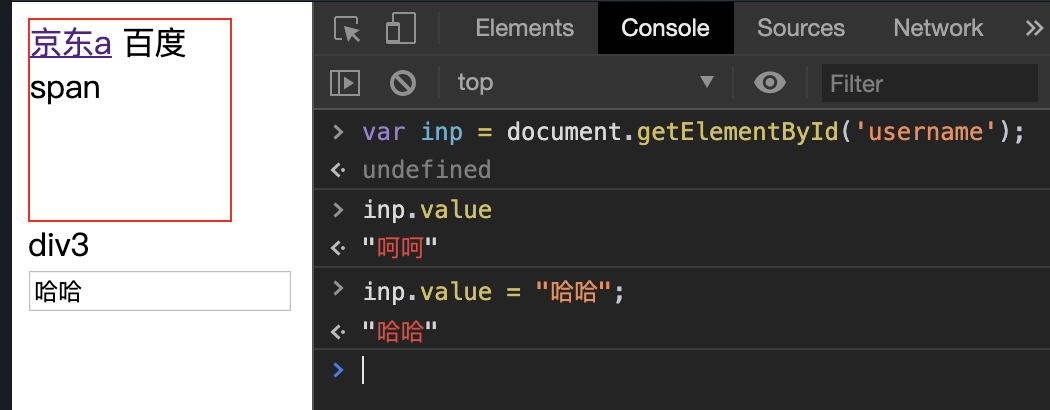 京东a 百度
span
div3
哈哈
Elements Console Sources Network »
top ▼ Filter
> var inp = document.getElementById('username');
<· undefined
> inp.value
<· "呵呵"
> inp.value = "哈哈";
<· "哈哈"
>